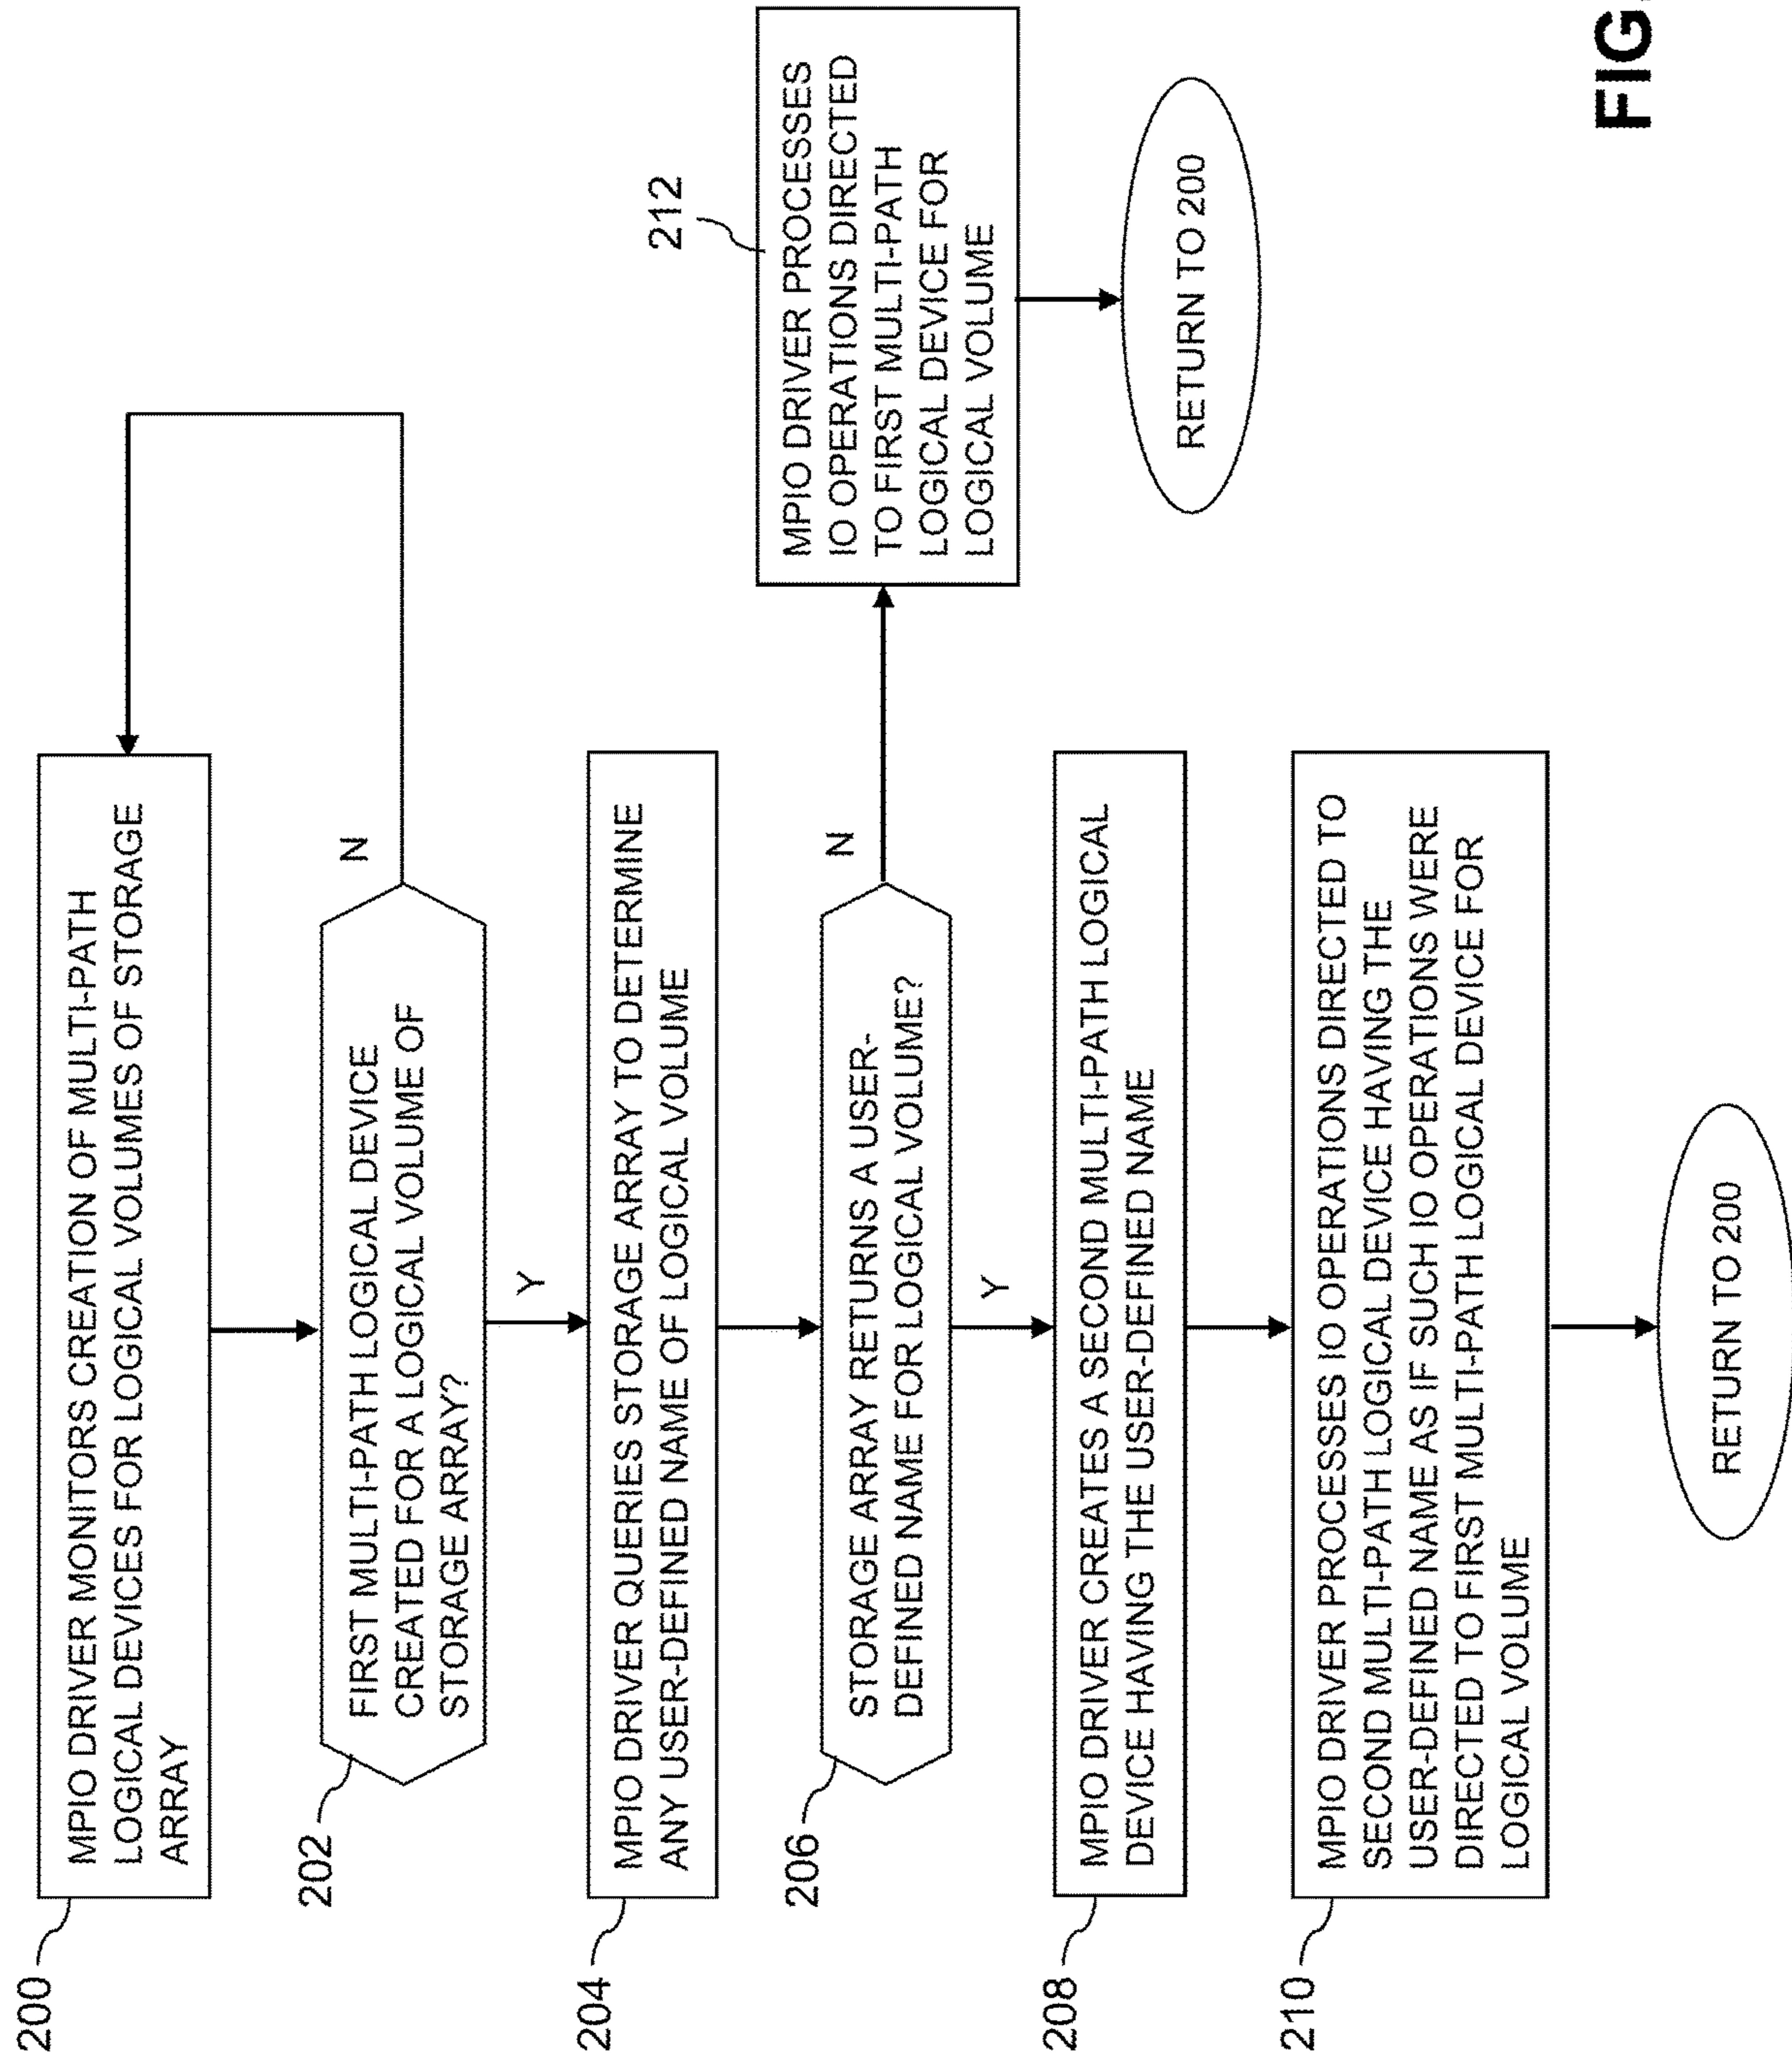 200
MPIO DRIVER MONITORS CREATION OF MULTI-PATH
LOGICAL DEVICES FOR LOGICAL VOLUMES OF STORAGE
ARRAY
202
FIRST MULTI-PATH LOGICAL DEVICE
CREATED FOR A LOGICAL VOLUME OF
STORAGE ARRAY?
N
Y
204
MPIO DRIVER QUERIES STORAGE ARRAY TO DETERMINE
ANY USER-DEFINED NAME OF LOGICAL VOLUME
206
STORAGE ARRAY RETURNS A USER-
DEFINED NAME FOR LOGICAL VOLUME?
N
212
MPIO DRIVER PROCESSES
IO OPERATIONS DIRECTED
TO FIRST MULTI-PATH
LOGICAL DEVICE FOR
LOGICAL VOLUME
RETURN TO 200
Y
208
MPIO DRIVER CREATES A SECOND MULTI-PATH LOGICAL
DEVICE HAVING THE USER-DEFINED NAME
210
MPIO DRIVER PROCESSES IO OPERATIONS DIRECTED TO
SECOND MULTI-PATH LOGICAL DEVICE HAVING THE
USER-DEFINED NAME AS IF SUCH IO OPERATIONS WERE
DIRECTED TO FIRST MULTI-PATH LOGICAL DEVICE FOR
LOGICAL VOLUME
RETURN TO 200
FIG.